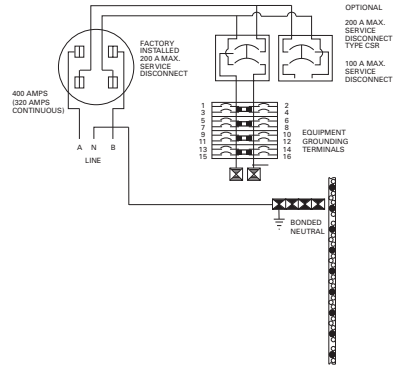 OPTIONAL
200 A MAX.
SERVICE
DISCONNECT
TYPE CSR
100 A MAX.
SERVICE
DISCONNECT
FACTORY
INSTALLED
200 A MAX.
SERVICE
DISCONNECT
400 AMPS
(320 AMPS
CONTINUOUS)
A N B
LINE
1 2
3 4
5 6
7 8
9 10
11 12
13 14
15 16
EQUIPMENT
GROUNDING
TERMINALS
BONDED
NEUTRAL